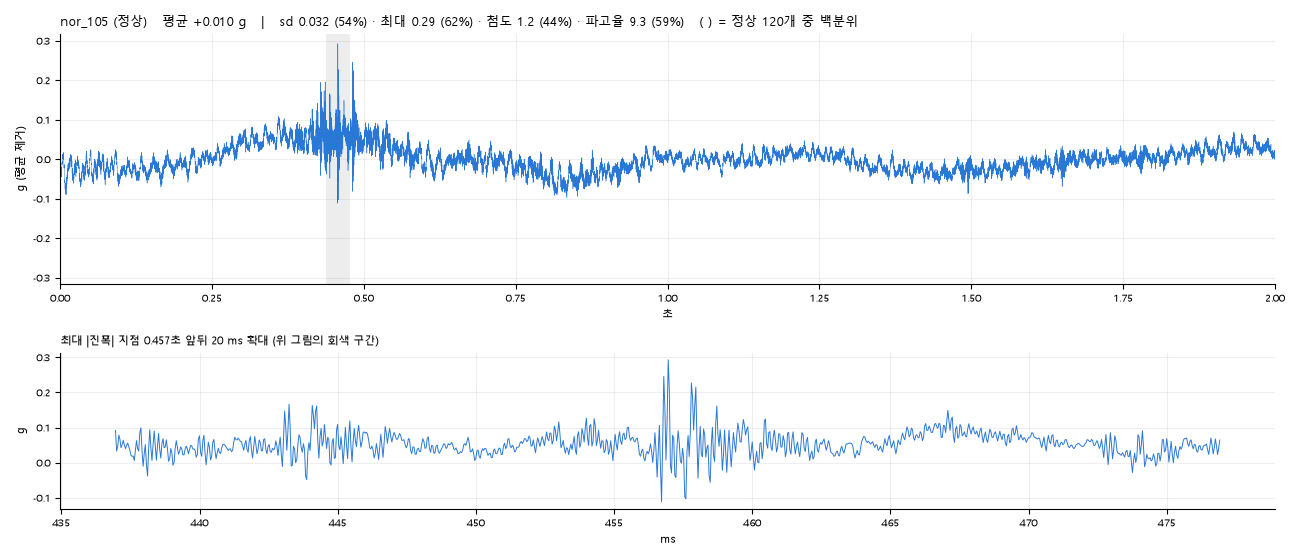 nor_105 (정상)    평균 +0.010 g    |    sd 0.032 (54%) · 최대 0.29 (62%) · 첨도 1.2 (44%) · 파고율 9.3 (59%)    ( ) = 정상 120개 중 백분위
g (평균 제거)
0.3
0.2
0.1
0.0
-0.1
-0.2
-0.3
0.00 0.25 0.50 0.75 1.00 1.25 1.50 1.75 2.00
초
최대 |진폭| 지점 0.457초 앞뒤 20 ms 확대 (위 그림의 회색 구간)
g
0.3
0.2
0.1
0.0
-0.1
435 440 445 450 455 460 465 470 475
ms